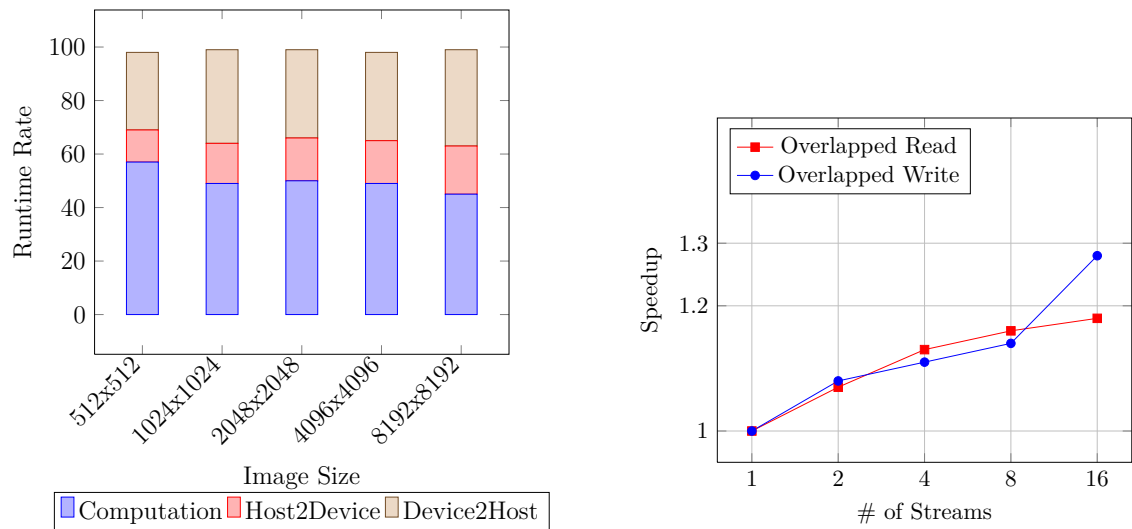 100
80
60
40
20
0
Runtime Rate
512x512
1024x1024
2048x2048
4096x4096
8192x8192
Image Size
Computation Host2Device Device2Host
Overlapped Read
Overlapped Write
1.3
1.2
1
Speedup
1 2 4 8 16
# of Streams